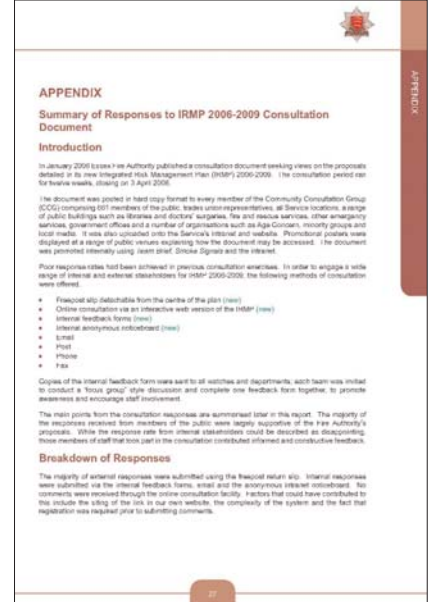 APPENDIX
APPENDIX
Summary of Responses to IRMP 2006-2009 Consultation
Document
Introduction
In January 2006 Essex Fire Authority published a consultation document seeking views on the proposals
detailed in its new Integrated Risk Management Plan (IRMP) 2006-2009. The consultation period ran
for twelve weeks, closing on 3 April 2006.
The document was posted in hard copy format to every member of the Community Consultation Group
(CCG) comprising 661 members of the public, trades union representatives, all Service locations, a range
of public buildings such as libraries and doctors' surgeries, fire and rescue services, other emergency
services, government offices and a number of organisations such as Age Concern, minority groups and
local media. It was also uploaded onto the Service's intranet and website. Promotional posters were
displayed at a range of public venues explaining how the document may be accessed. The document
was promoted internally using Team Brief, Smoke Signals and the intranet.
Poor response rates had been achieved in previous consultation exercises. In order to engage a wide
range of internal and external stakeholders for IRMP 2006-2009, the following methods of consultation
were offered.
• Freepost slip detachable from the centre of the plan (new)
• Online consultation via an interactive web version of the IRMP (new)
• Internal feedback forms (new)
• Internal anonymous noticeboard (new)
• Email
• Post
• Phone
• Fax
Copies of the internal feedback form were sent to all watches and departments, each team was invited
to conduct a "focus group" style discussion and complete one feedback form together, to promote
awareness and encourage staff involvement.
The main points from the consultation responses are summarised later in this report. The majority of
the responses received from members of the public were largely supportive of the Fire Authority's
proposals. While the response rate from internal stakeholders could be described as disappointing,
those members of staff that took part in the consultation contributed informed and constructive feedback.
Breakdown of Responses
The majority of external responses were submitted using the freepost return slip. Internal responses
were submitted via the internal feedback forms, email and the anonymous intranet noticeboard. No
comments were received through the online consultation facility. Factors that could have contributed to
this include the siting of the link in our own website, the complexity of the system and the fact that
registration was required prior to submitting comments.
27